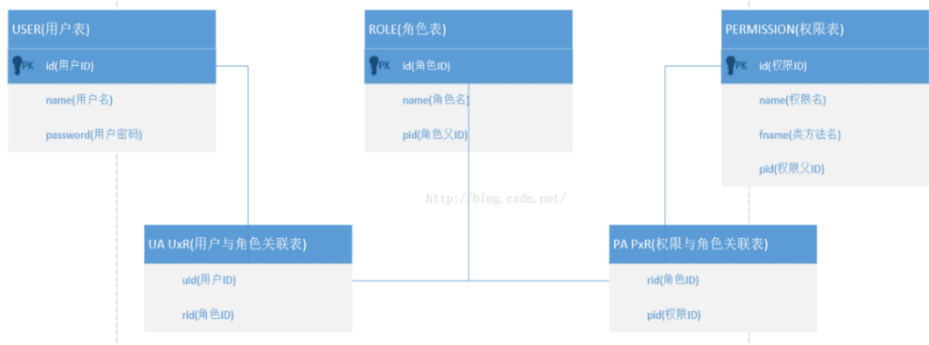 USER(用户表)
PK id(用户ID)
name(用户名)
password(用户密码)
ROLE(角色表)
PK id(角色ID)
name(角色名)
pid(角色父ID)
PERMISSION(权限表)
PK id(权限ID)
name(权限名)
fname(类方法名)
pid(权限父ID)
http://blog.csdn.net/
UA UxR(用户与角色关联表)
uid(用户ID)
rid(角色ID)
PA PxR(权限与角色关联表)
rid(角色ID)
pid(权限ID)